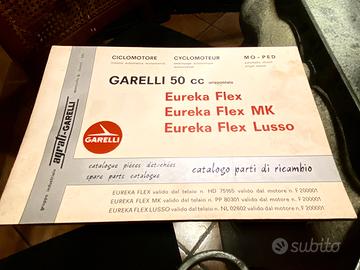 CICLOMOTORE
CYCLOMOTEUR
MO-PED
GARELLI 50 cc monomarcia
Eureka Flex
Eureka Flex MK
Eureka Flex Lusso
gruppo industriale agrati-GARELLI
GARELLI
catalogue pièces détachées
spare parts catalogue
catalogo parti di ricambio
EUREKA FLEX valido dal telaio n. HD 75165 valido dal motore n. F 200001
EUREKA FLEX MK valido dal telaio n. PP 80301 valido dal motore n. F 200001
EUREKA FLEX LUSSO valido dal telaio n. NL 02602 valido dal motore n. F 200001
subito